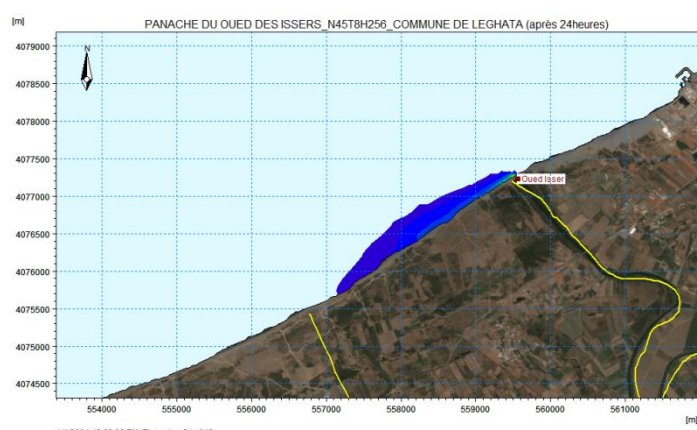 [m] PANACHE DU OUED DES ISSERS_N45T8H256_COMMUNE DE LEGHATA (après 24heures)
4079000
N
4078500
4078000
4077500
Oued Isser
4077000
4076500
4076000
4075500
4075000
4074500
554000 555000 556000 557000 558000 559000 560000 561000
[m]